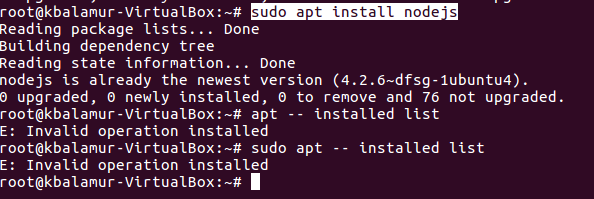 root@kbalamur-VirtualBox:~# sudo apt install nodejs
Reading package lists... Done
Building dependency tree
Reading state information... Done
nodejs is already the newest version (4.2.6~dfsg-1ubuntu4).
0 upgraded, 0 newly installed, 0 to remove and 76 not upgraded.
root@kbalamur-VirtualBox:~# apt -- installed list
E: Invalid operation installed
root@kbalamur-VirtualBox:~# sudo apt -- installed list
E: Invalid operation installed
root@kbalamur-VirtualBox:~#